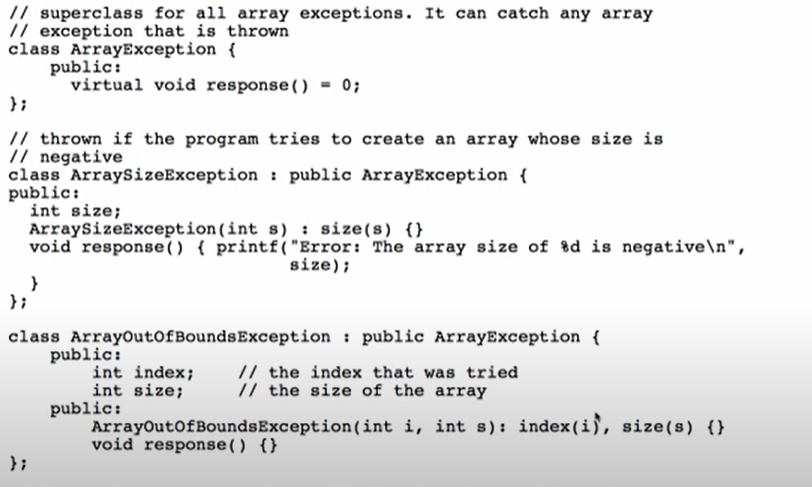 // superclass for all array exceptions. It can catch any array
// exception that is thrown
class ArrayException {
    public:
      virtual void response() = 0;
};

// thrown if the program tries to create an array whose size is
// negative
class ArraySizeException : public ArrayException {
public:
  int size;
  ArraySizeException(int s) : size(s) {}
  void response() { printf("Error: The array size of %d is negative\n",
                           size);
  }
};

class ArrayOutOfBoundsException : public ArrayException {
    public:
        int index;    // the index that was tried
        int size;     // the size of the array
    public:
        ArrayOutOfBoundsException(int i, int s): index(i), size(s) {}
        void response() {}
};